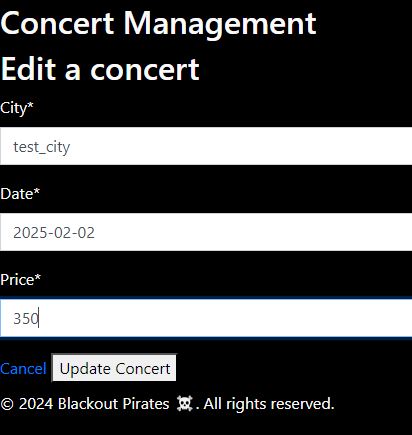 Concert Management
Edit a concert
City*
test_city
Date*
2025-02-02
Price*
350
Cancel Update Concert
© 2024 Blackout Pirates ☠️. All rights reserved.